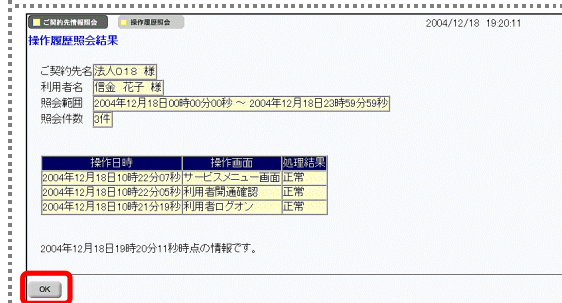 ご契約先情報照会 操作履歴照会 2004/12/18 19:20:11
操作履歴照会結果
ご契約先名 法人018 様
利用者名 信金 花子 様
照会範囲 2004年12月18日00時00分00秒 ~ 2004年12月18日23時59分59秒
照会件数 3件
操作日時 操作画面 処理結果
2004年12月18日10時22分07秒 サービスメニュー画面 正常
2004年12月18日10時22分05秒 利用者開通確認 正常
2004年12月18日10時21分19秒 利用者ログオン 正常
2004年12月18日19時20分11秒時点の情報です。
OK